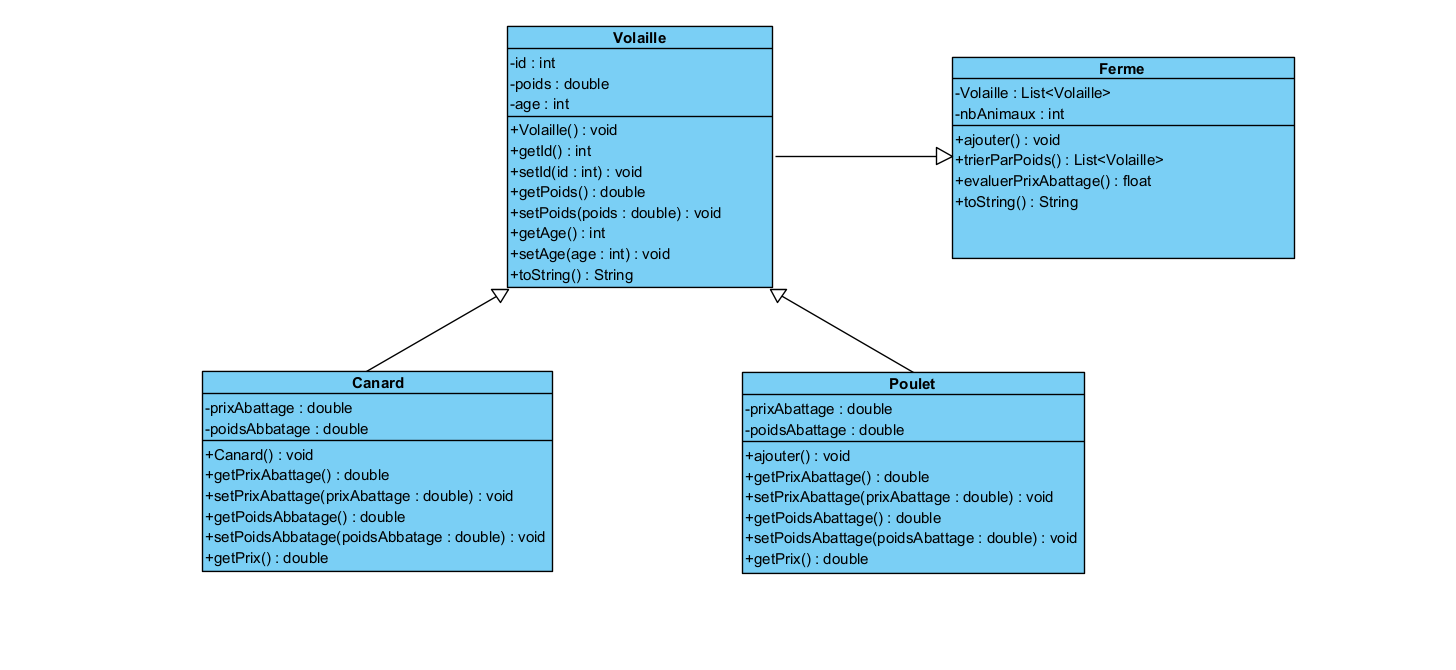 Volaille
-id : int
-poids : double
-age : int
+Volaille() : void
+getId() : int
+setId(id : int) : void
+getPoids() : double
+setPoids(poids : double) : void
+getAge() : int
+setAge(age : int) : void
+toString() : String
Ferme
-Volaille : List<Volaille>
-nbAnimaux : int
+ajouter() : void
+trierParPoids() : List<Volaille>
+evaluerPrixAbattage() : float
+toString() : String
Canard
-prixAbattage : double
-poidsAbbatage : double
+Canard() : void
+getPrixAbattage() : double
+setPrixAbattage(prixAbattage : double) : void
+getPoidsAbbatage() : double
+setPoidsAbbatage(poidsAbbatage : double) : void
+getPrix() : double
Poulet
-prixAbattage : double
-poidsAbattage : double
+ajouter() : void
+getPrixAbattage() : double
+setPrixAbattage(prixAbattage : double) : void
+getPoidsAbattage() : double
+setPoidsAbattage(poidsAbattage : double) : void
+getPrix() : double